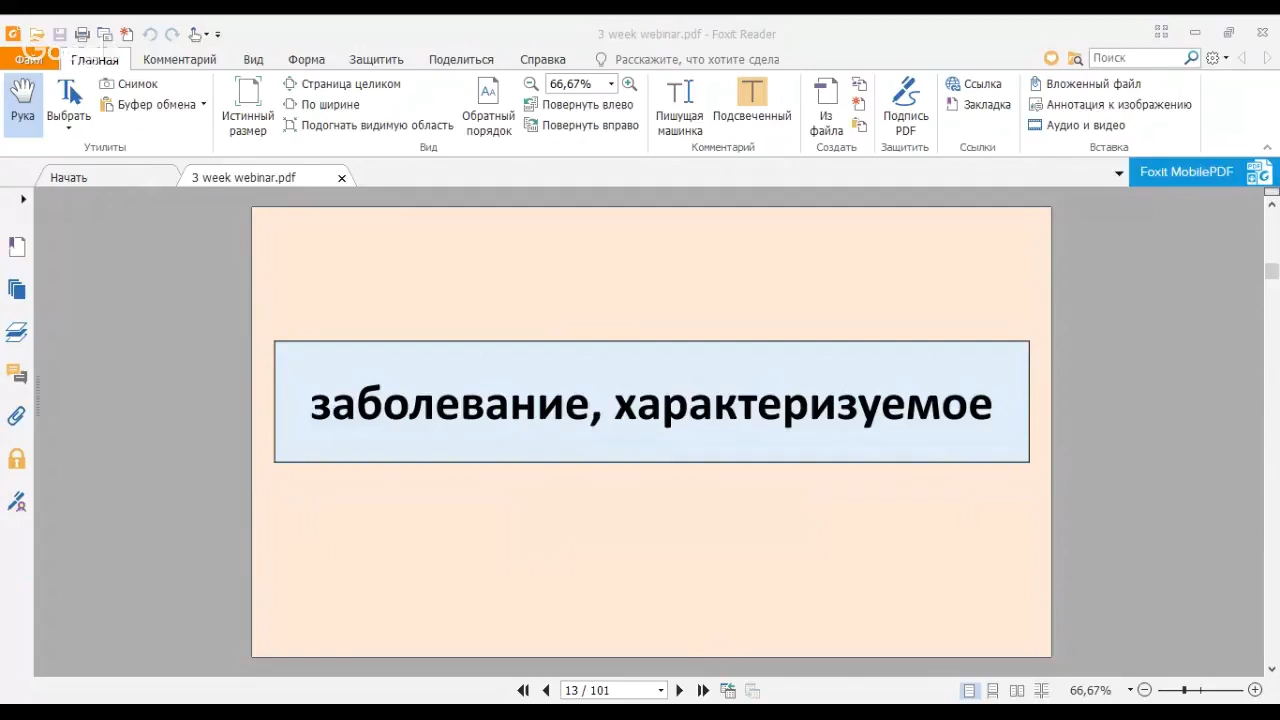 3 week webinar.pdf - Foxit Reader
Файл Главная Комментарий Вид Форма Защитить Поделиться Справка Расскажите, что хотите сделать Поиск
Рука
Выбрать
Снимок
Буфер обмена
Утилиты
Истинный размер
Страница целиком
По ширине
Подогнать видимую область
Обратный порядок
66,67%
Повернуть влево
Повернуть вправо
Вид
Пишущая машинка
Подсвеченный
Комментарий
Из файла
Создать
Подпись PDF
Защитить
Ссылка
Закладка
Ссылки
Вложенный файл
Аннотация к изображению
Аудио и видео
Вставка
Начать 3 week webinar.pdf Foxit MobilePDF
заболевание, характеризуемое
13 / 101 66,67%